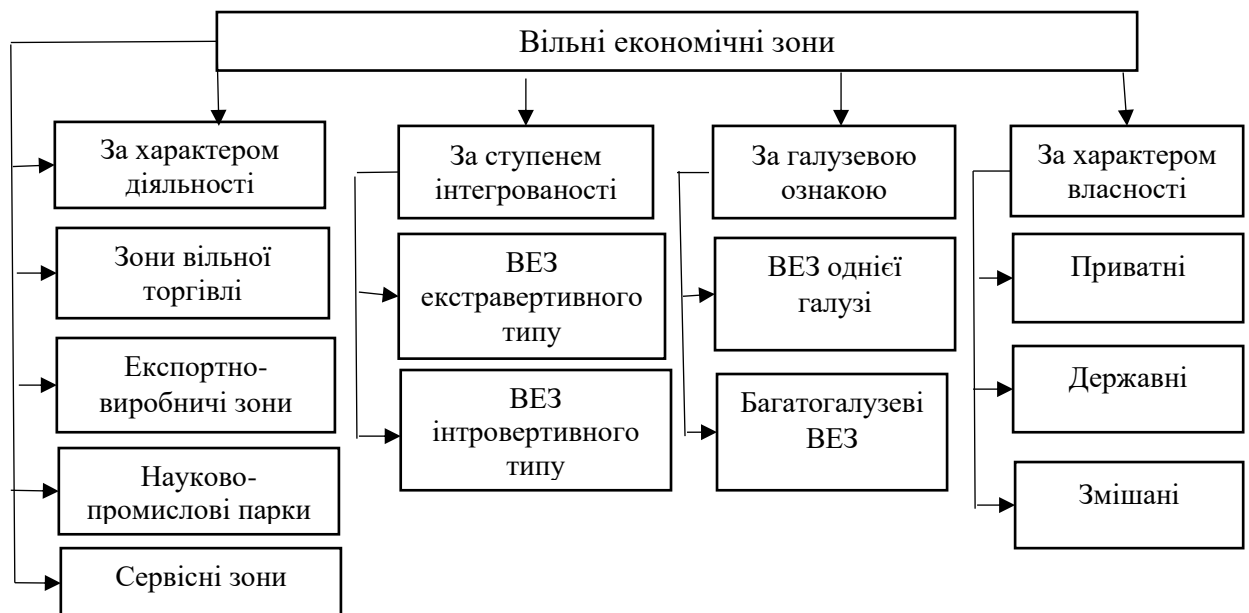 Вільні економічні зони
За характером
діяльності
Зони вільної
торгівлі
Експортно-
виробничі зони
Науково-
промислові парки
Сервісні зони
За ступенем
інтегрованості
ВЕЗ
екстравертивного
типу
ВЕЗ
інтровертивного
типу
За галузевою
ознакою
ВЕЗ однієї
галузі
Багатогалузеві
ВЕЗ
За характером
власності
Приватні
Державні
Змішані